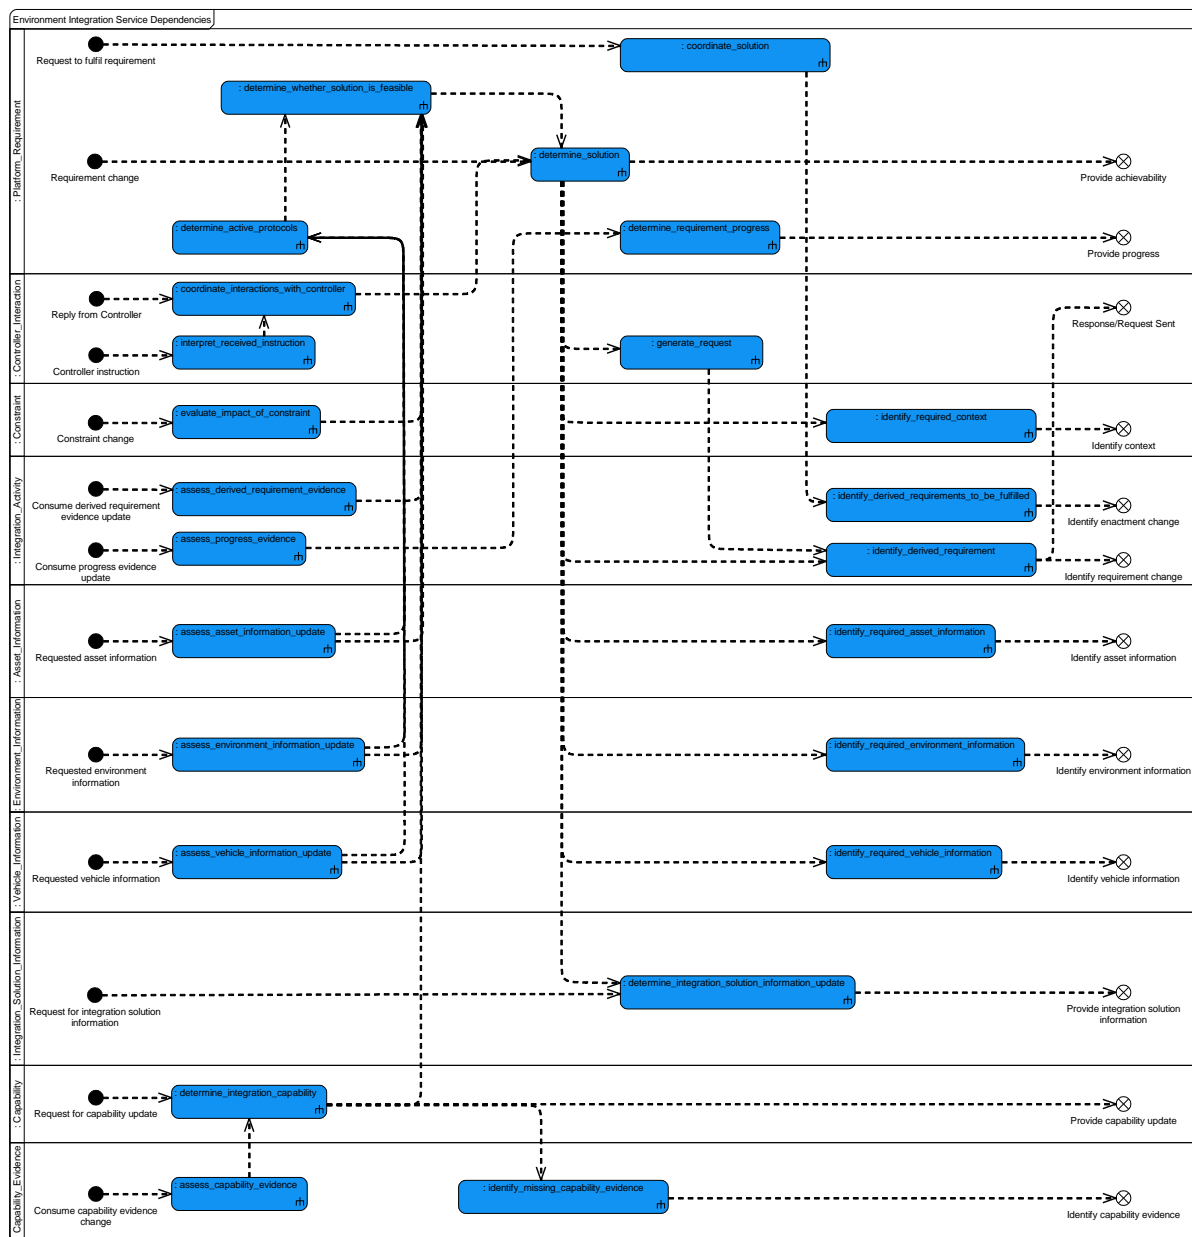 Environment Integration Service Dependencies
: Platform_Requirement
Request to fulfil requirement
: coordinate_solution
: determine_whether_solution_is_feasible
Requirement change
: determine_solution
Provide achievability
: determine_active_protocols
: determine_requirement_progress
Provide progress
: Controller_Interaction
Reply from Controller
: coordinate_interactions_with_controller
Response/Request Sent
Controller instruction
: interpret_received_instruction
: generate_request
: Constraint
Constraint change
: evaluate_impact_of_constraint
: identify_required_context
Identify context
: Integration_Activity
Consume derived requirement
evidence update
: assess_derived_requirement_evidence
: identify_derived_requirements_to_be_fulfilled
Identify enactment change
Consume progress evidence
update
: assess_progress_evidence
: identify_derived_requirement
Identify requirement change
: Asset_Information
Requested asset information
: assess_asset_information_update
: identify_required_asset_information
Identify asset information
: Environment_Information
Requested environment
information
: assess_environment_information_update
: identify_required_environment_information
Identify environment information
: Vehicle_Information
Requested vehicle information
: assess_vehicle_information_update
: identify_required_vehicle_information
Identify vehicle information
: Integration_Solution_Information
Request for integration solution
information
: determine_integration_solution_information_update
Provide integration solution
information
: Capability
Request for capability update
: determine_integration_capability
Provide capability update
Capability_Evidence
Consume capability evidence
change
: assess_capability_evidence
: identify_missing_capability_evidence
Identify capability evidence